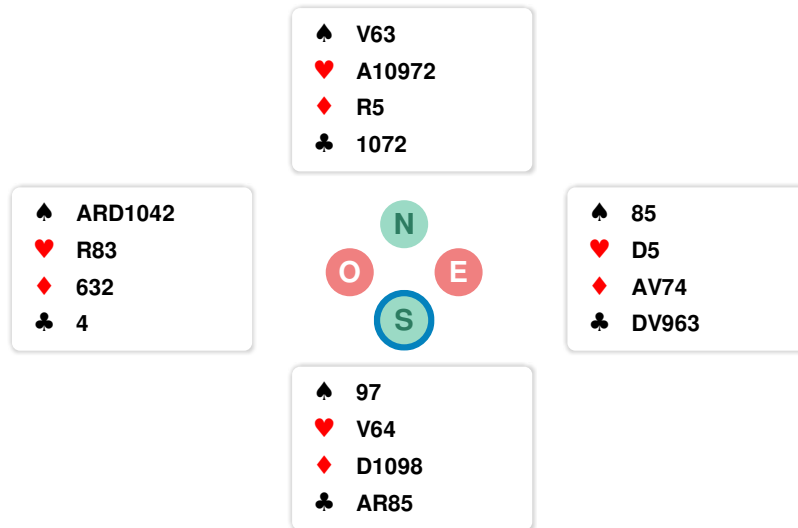 ♠ V63
♥ A10972
♦ R5
♣ 1072
♠ ARD1042
♥ R83
♦ 632
♣ 4
N
O E
S
♠ 85
♥ D5
♦ AV74
♣ DV963
♠ 97
♥ V64
♦ D1098
♣ AR85